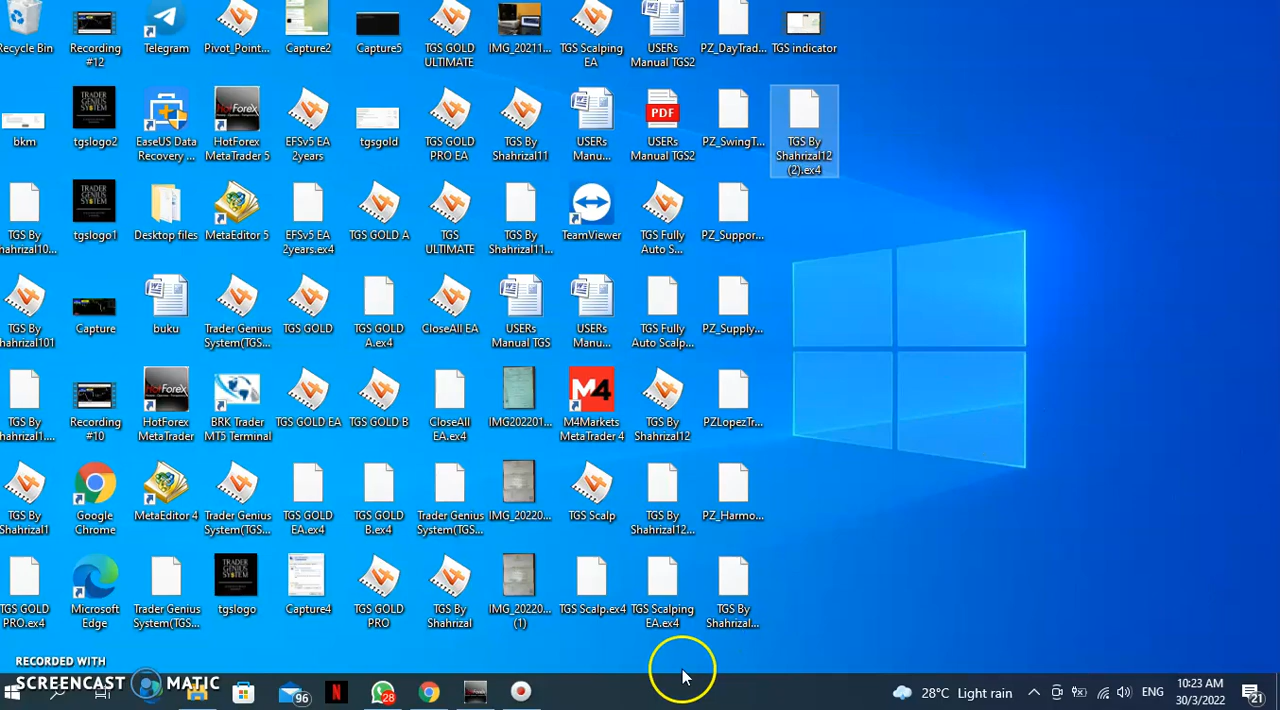 Recycle Bin
Recording
#12
Telegram
Pivot_Point...
Capture2
Capture5
TGS GOLD
ULTIMATE
IMG_20211...
TGS Scalping
EA
USERs
Manual TGS2
PZ_DayTrad...
TGS indicator
bkm
tgslogo2
EaseUS Data
Recovery ...
HotForex
HotForex
MetaTrader 5
EFSv5 EA
2years
tgsgold
TGS GOLD
PRO EA
TGS By
Shahrizal11
USERs
Manu...
PDF
USERs
Manual TGS2
PZ_SwingT...
TGS By
Shahrizal12
(2).ex4
TGS By
hahrizal10...
tgslogo1
Desktop files
MetaEditor 5
EFSv5 EA
2years.ex4
TGS GOLD A
TGS
ULTIMATE
TGS By
Shahrizal11...
TeamViewer
TGS Fully
Auto S...
PZ_Suppor...
TGS By
hahrizal101
Capture
buku
Trader Genius
System(TGS...
TGS GOLD
TGS GOLD
A.ex4
CloseAll EA
USERs
Manual TGS
USERs
Manu...
TGS Fully
Auto Scalp...
PZ_Supply...
TGS By
hahrizal1....
Recording
#10
HotForex
HotForex
MetaTrader
BRK Trader
MT5 Terminal
TGS GOLD EA
TGS GOLD B
CloseAll
EA.ex4
IMG202201...
M4
M4Markets
MetaTrader 4
TGS By
Shahrizal12
PZLopezTr...
TGS By
Shahrizal1
Google
Chrome
MetaEditor 4
Trader Genius
System(TGS...
TGS GOLD
EA.ex4
TGS GOLD
B.ex4
Trader Genius
System(TGS...
IMG_20220...
TGS Scalp
TGS By
Shahrizal12...
PZ_Harmo...
TGS GOLD
PRO.ex4
Microsoft
Edge
Trader Genius
System(TGS...
TRADER
GENIUS
SYSTEM
tgslogo
Capture4
TGS GOLD
PRO
TGS By
Shahrizal
IMG_20220...
(1)
TGS Scalp.ex4
TGS Scalping
EA.ex4
TGS By
Shahrizal...
RECORDED WITH
SCREENCAST MATIC
96
28
28°C Light rain
ENG
10:23 AM
30/3/2022
21